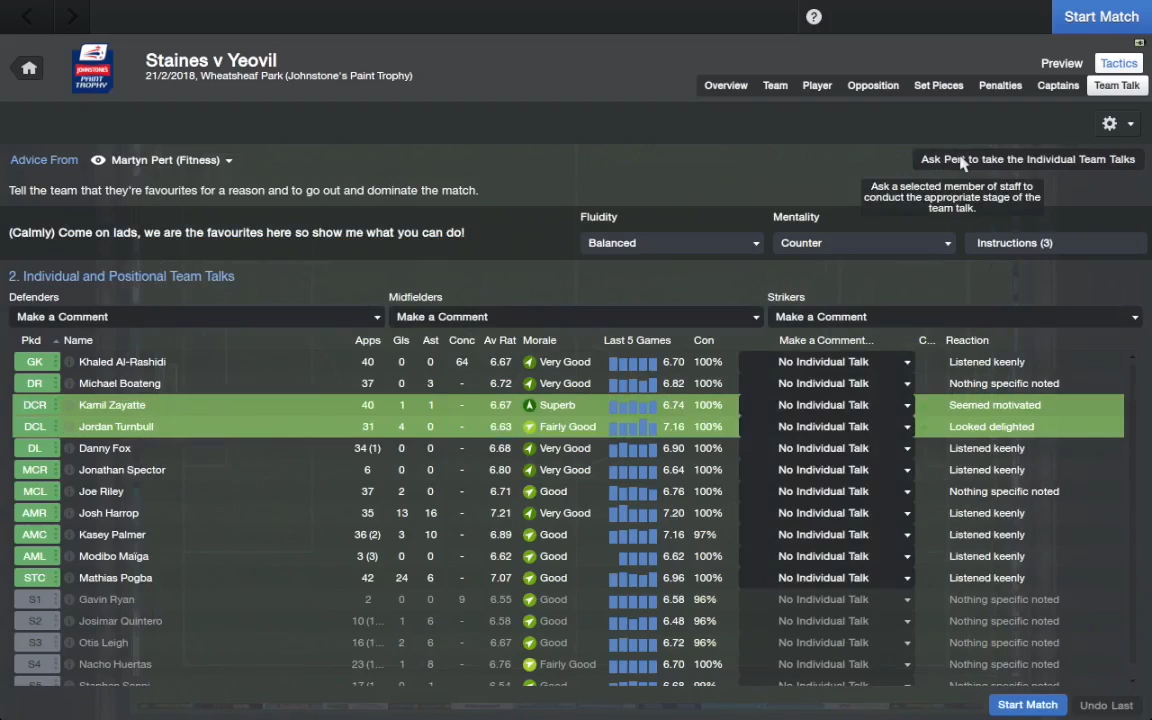 ?
Start Match
JOHNSTONE'S
PAINT
TROPHY
Staines v Yeovil
21/2/2018, Wheatsheaf Park (Johnstone's Paint Trophy)
Preview
Tactics
Overview Team Player Opposition Set Pieces Penalties Captains Team Talk
Advice From Martyn Pert (Fitness)
Ask Pert to take the Individual Team Talks
Tell the team that they're favourites for a reason and to go out and dominate the match.
Ask a selected member of staff to
conduct the appropriate stage of the
team talk.
Fluidity Mentality
(Calmly) Come on lads, we are the favourites here so show me what you can do!
Balanced Counter Instructions (3)
2. Individual and Positional Team Talks
Defenders Midfielders Strikers
Make a Comment Make a Comment Make a Comment
Pkd Name Apps Gls Ast Conc Av Rat Morale Last 5 Games Con Make a Comment... C... Reaction
GK Khaled Al-Rashidi 40 0 0 64 6.67 Very Good 6.70 100% No Individual Talk Listened keenly
DR Michael Boateng 37 0 3 - 6.72 Very Good 6.82 100% No Individual Talk Nothing specific noted
DCR Kamil Zayatte 40 1 1 - 6.67 Superb 6.74 100% No Individual Talk Seemed motivated
DCL Jordan Turnbull 31 4 0 - 6.63 Fairly Good 7.16 100% No Individual Talk Looked delighted
DL Danny Fox 34 (1) 0 0 - 6.68 Very Good 6.90 100% No Individual Talk Listened keenly
MCR Jonathan Spector 6 0 0 - 6.80 Very Good 6.64 100% No Individual Talk Listened keenly
MCL Joe Riley 37 2 0 - 6.71 Good 6.76 100% No Individual Talk Nothing specific noted
AMR Josh Harrop 35 13 16 - 7.21 Very Good 7.20 100% No Individual Talk Listened keenly
AMC Kasey Palmer 36 (2) 3 10 - 6.89 Good 7.16 97% No Individual Talk Listened keenly
AML Modibo Maïga 3 (3) 0 0 - 6.62 Good 6.62 100% No Individual Talk Listened keenly
STC Mathias Pogba 42 24 6 - 7.07 Good 6.96 100% No Individual Talk Listened keenly
S1 Gavin Ryan 2 0 0 9 6.55 Good 6.58 96% No Individual Talk Nothing specific noted
S2 Josimar Quintero 10 (1... 1 6 - 6.58 Good 6.48 96% No Individual Talk Nothing specific noted
S3 Otis Leigh 16 (1... 2 6 - 6.67 Good 6.72 96% No Individual Talk Nothing specific noted
S4 Nacho Huertas 23 (1... 1 8 - 6.76 Fairly Good 6.70 100% No Individual Talk Nothing specific noted
Start Match Undo Last